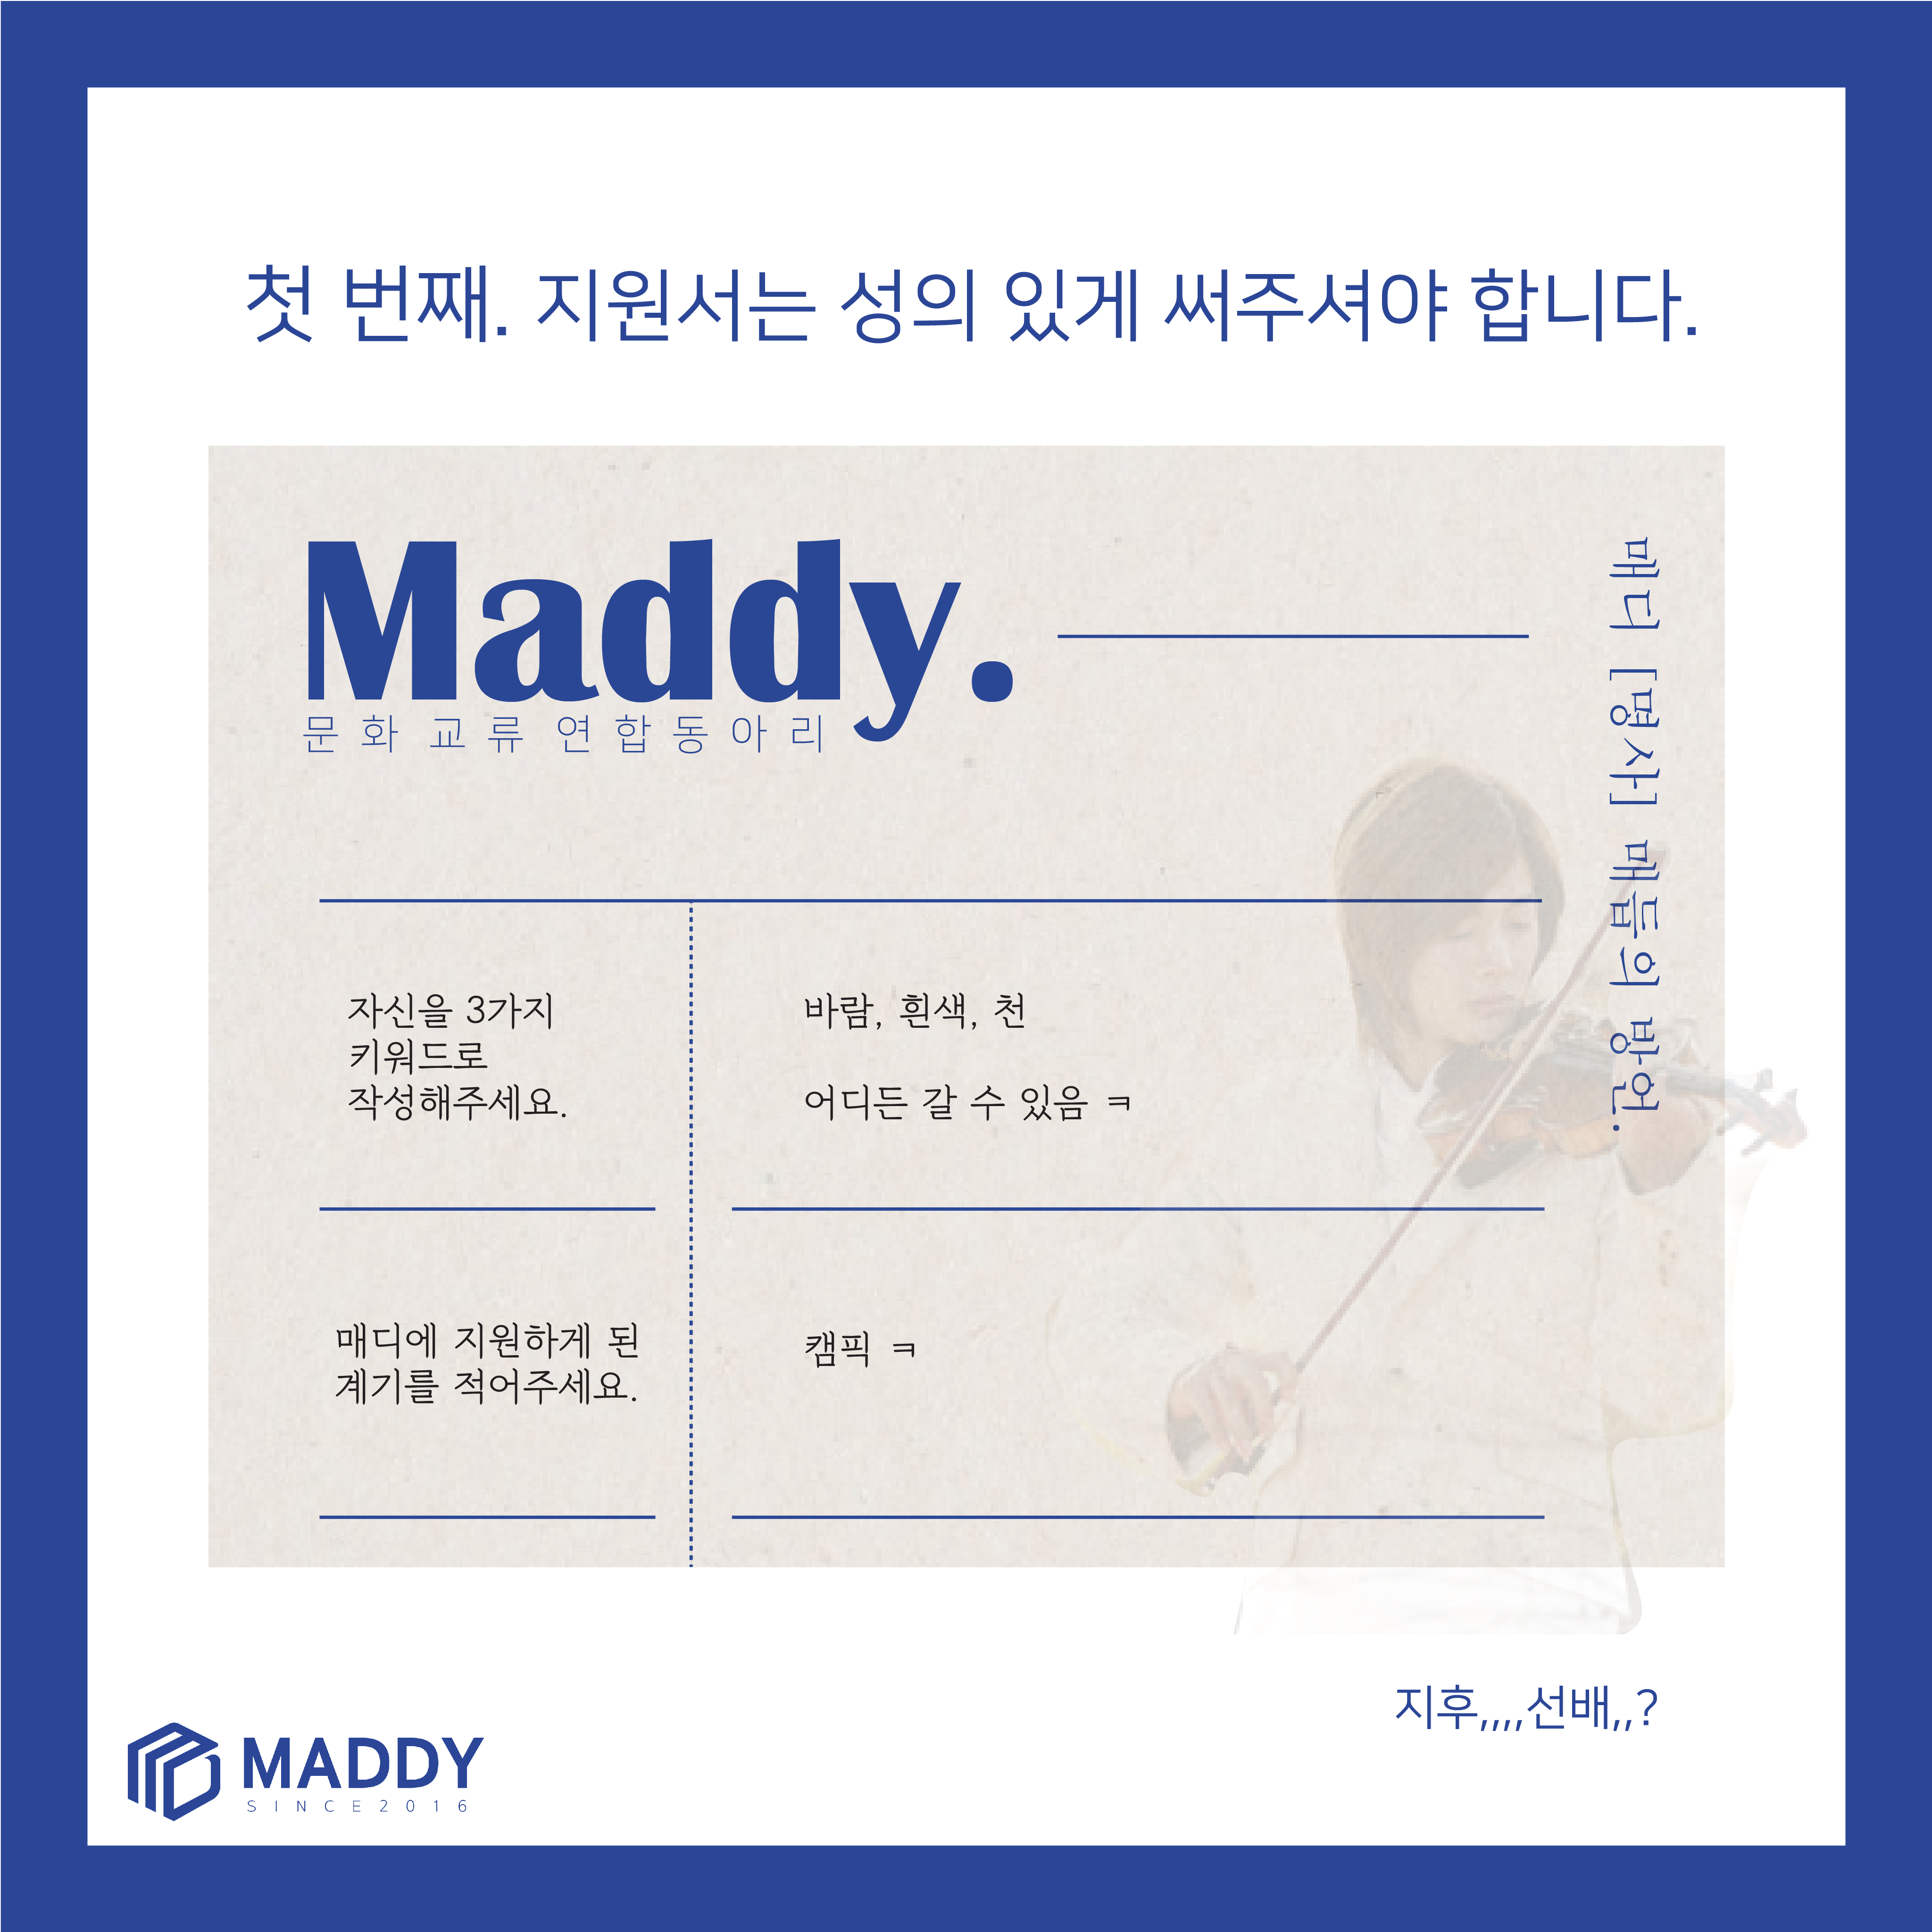 첫 번째. 지원서는 성의 있게 써주셔야 합니다.
Maddy.
문화 교류 연합동아리
매디 [명사] 매듭의 방언.
자신을 3가지
키워드로
작성해주세요.
바람, 흰색, 천
어디든 갈 수 있음 ㅋ
매디에 지원하게 된
계기를 적어주세요.
캠픽 ㅋ
지후,,,,선배,,?
MADDY
SINCE2016